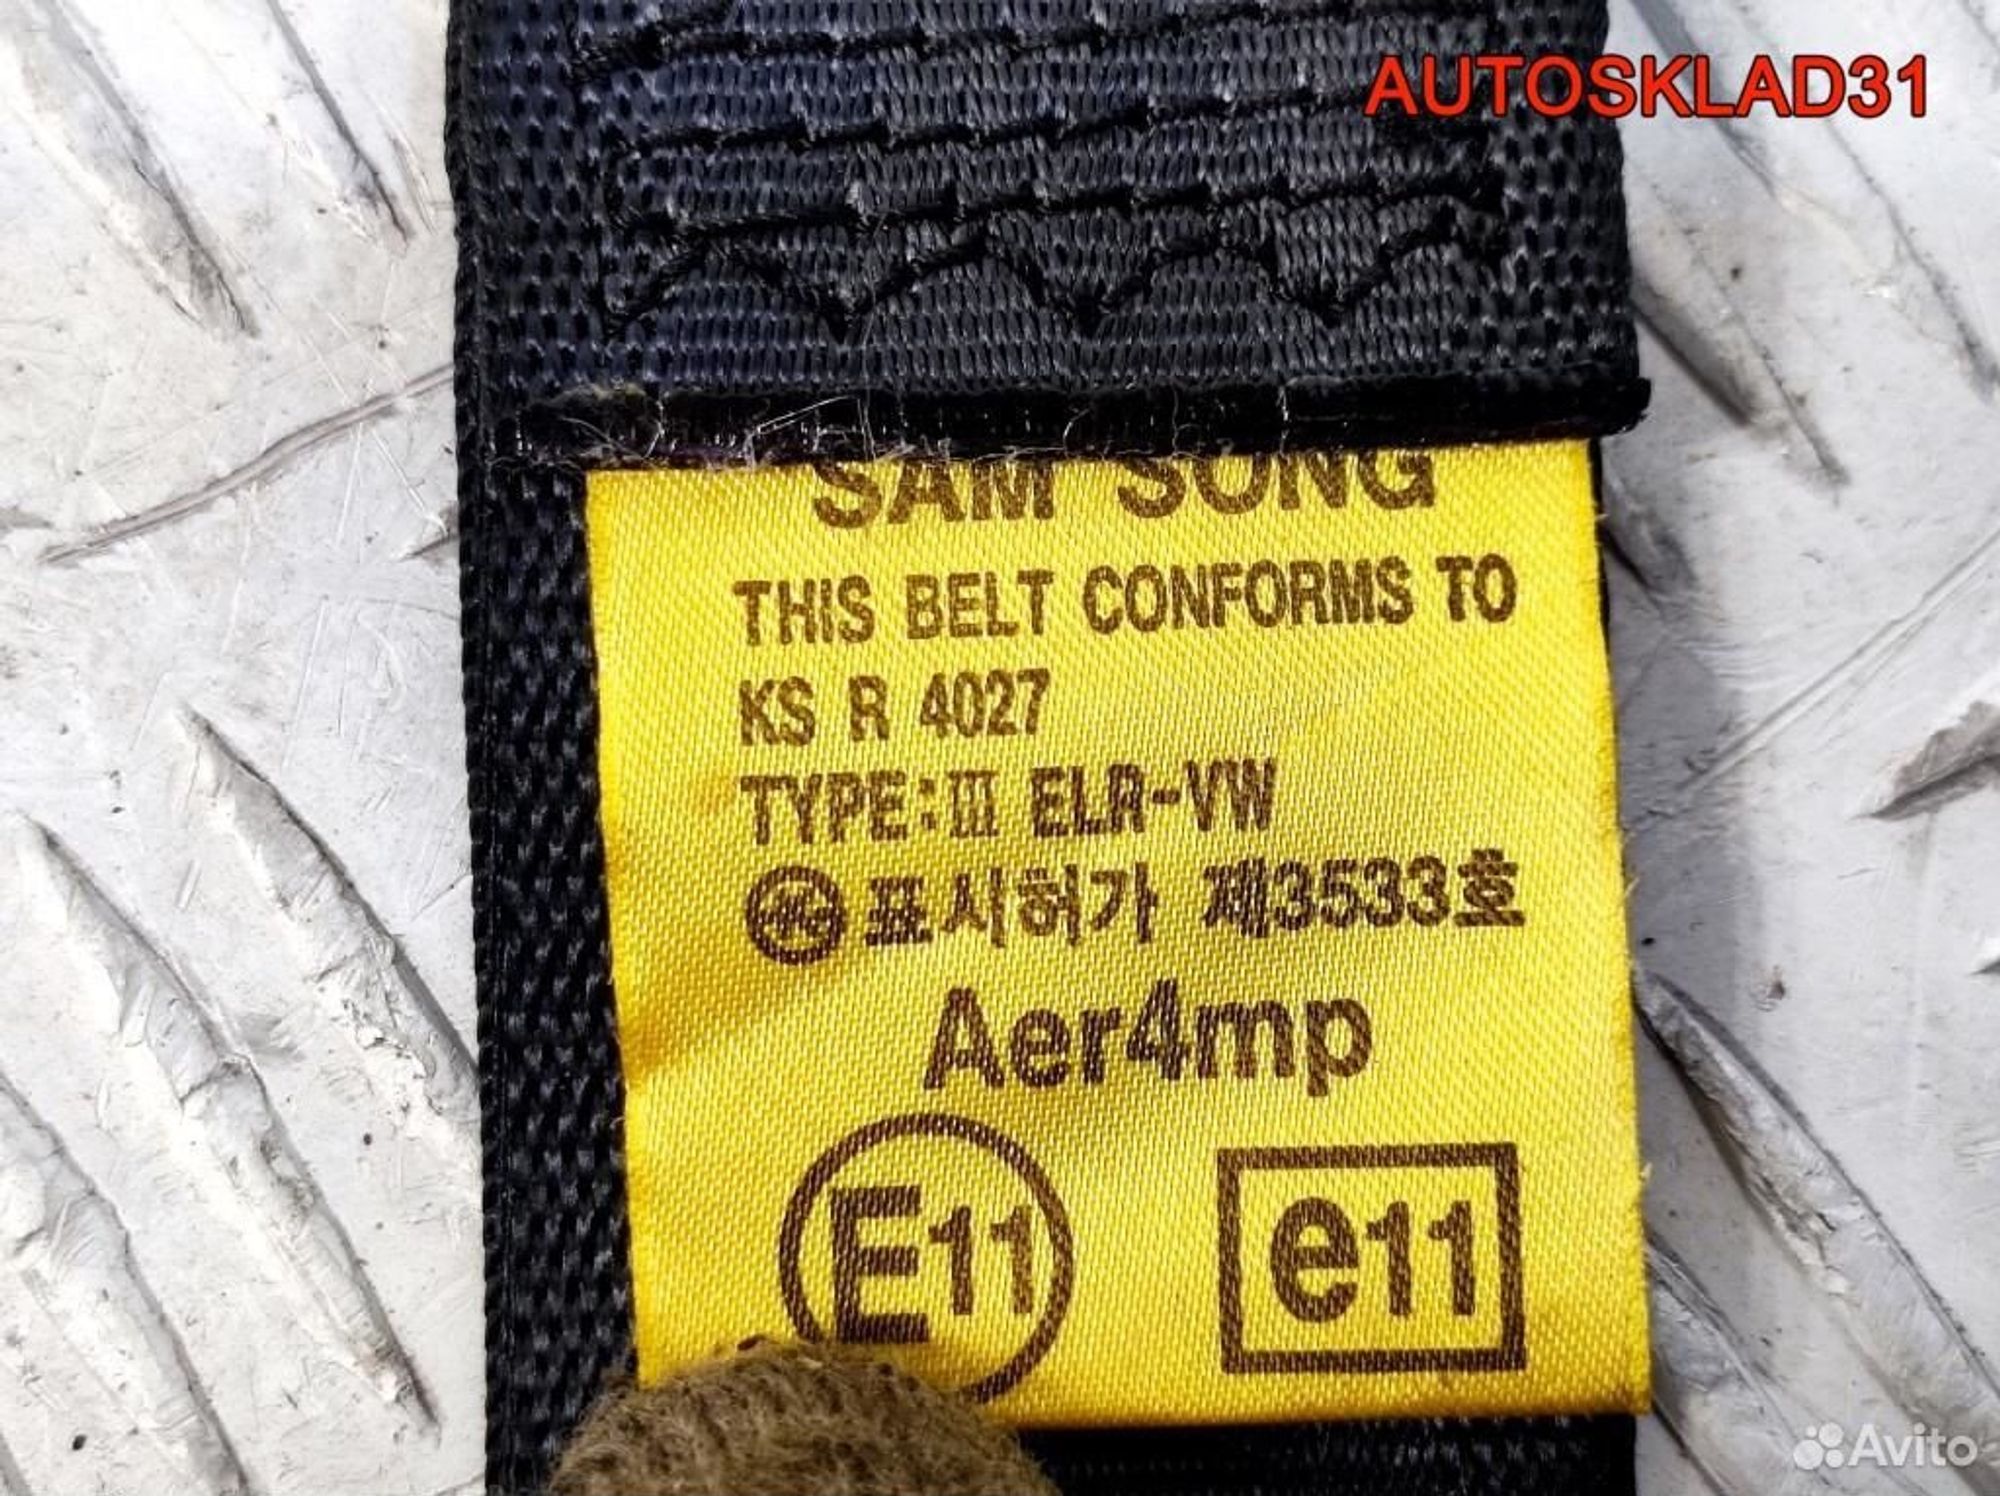 AUTOSKLAD31
SAM SONG
THIS BELT CONFORMS TO
KS R 4027
TYPE:Ⅲ ELR-VW
㉿표시허가 제3533호
Aer4mp
E11
e11
Avito